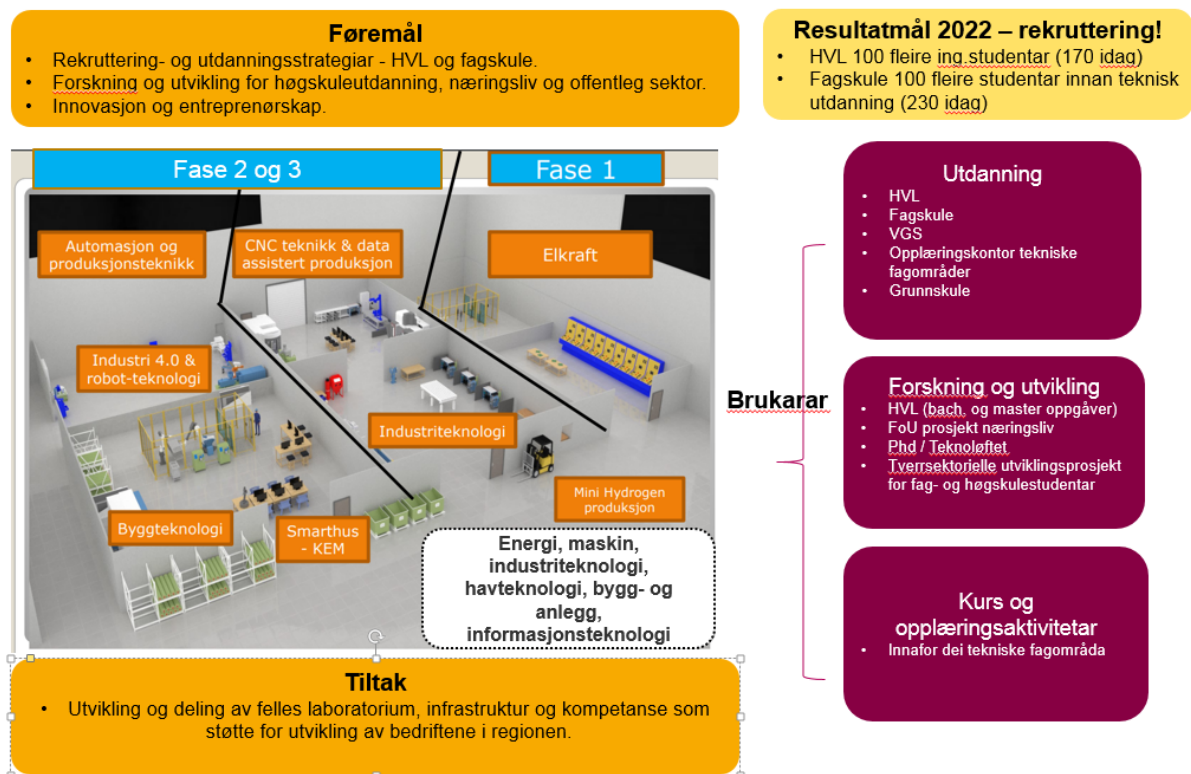 Føremål
• Rekruttering- og utdanningsstrategiar - HVL og fagskule.
• Forskning og utvikling for høgskuleutdanning, næringsliv og offentleg sektor.
• Innovasjon og entreprenørskap.
Resultatmål 2022 – rekruttering!
• HVL 100 fleire ing.studentar (170 idag)
• Fagskule 100 fleire studentar innan teknisk
utdanning (230 idag)
Fase 2 og 3
Fase 1
Automasjon og
produksjonsteknikk
CNC teknikk & data
assistert produksjon
Elkraft
Industri 4.0 &
robot-teknologi
Industriteknologi
Byggteknologi
Smarthus
- KEM
Mini Hydrogen
produksjon
Energi, maskin,
industriteknologi,
havteknologi, bygg- og
anlegg,
informasjonsteknologi
Tiltak
• Utvikling og deling av felles laboratorium, infrastruktur og kompetanse som
støtte for utvikling av bedriftene i regionen.
Brukarar
Utdanning
• HVL
• Fagskule
• VGS
• Opplæringskontor tekniske
fagområder
• Grunnskule
Forskning og utvikling
• HVL (bach. og master oppgåver)
• FoU prosjekt næringsliv
• Phd / Teknoløftet
• Tverrsektorielle utviklingsprosjekt
for fag- og høgskulestudentar
Kurs og
opplæringsaktivitetar
• Innafor dei tekniske fagområda